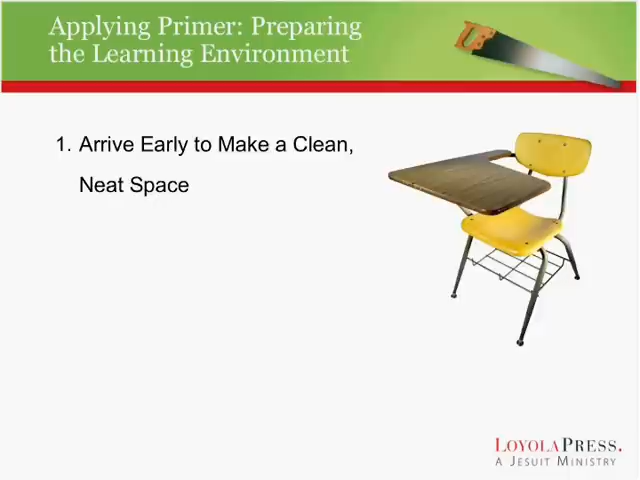 Applying Primer: Preparing
the Learning Environment
1. Arrive Early to Make a Clean,
Neat Space
LOYOLAPRESS.
A JESUIT MINISTRY